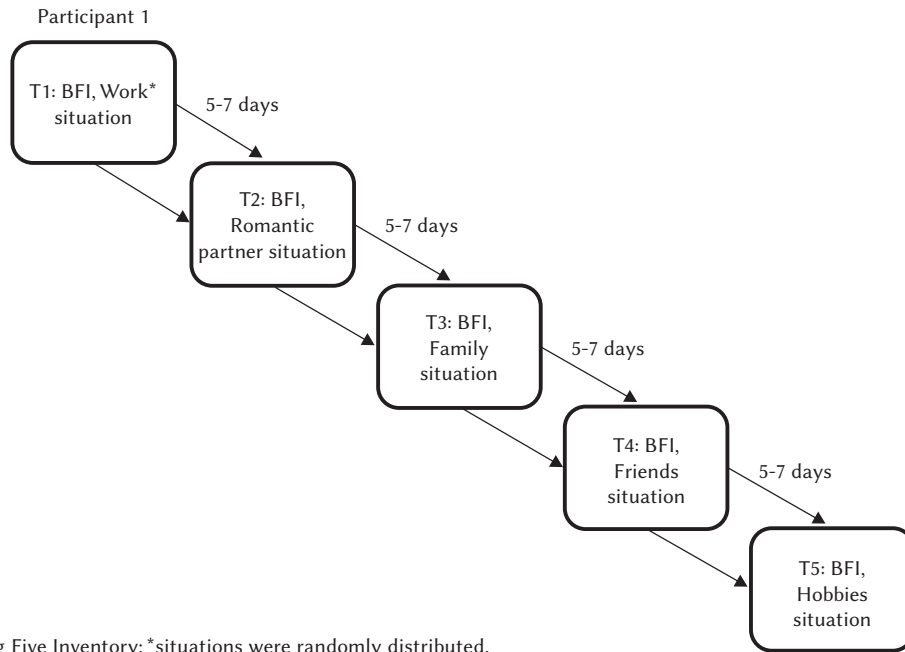 Participant 1
T1: BFI, Work*
situation
5-7 days
T2: BFI,
Romantic
partner situation
5-7 days
T3: BFI,
Family
situation
5-7 days
T4: BFI,
Friends
situation
5-7 days
T5: BFI,
Hobbies
situation
Five Inventory; *situations were randomly distributed.